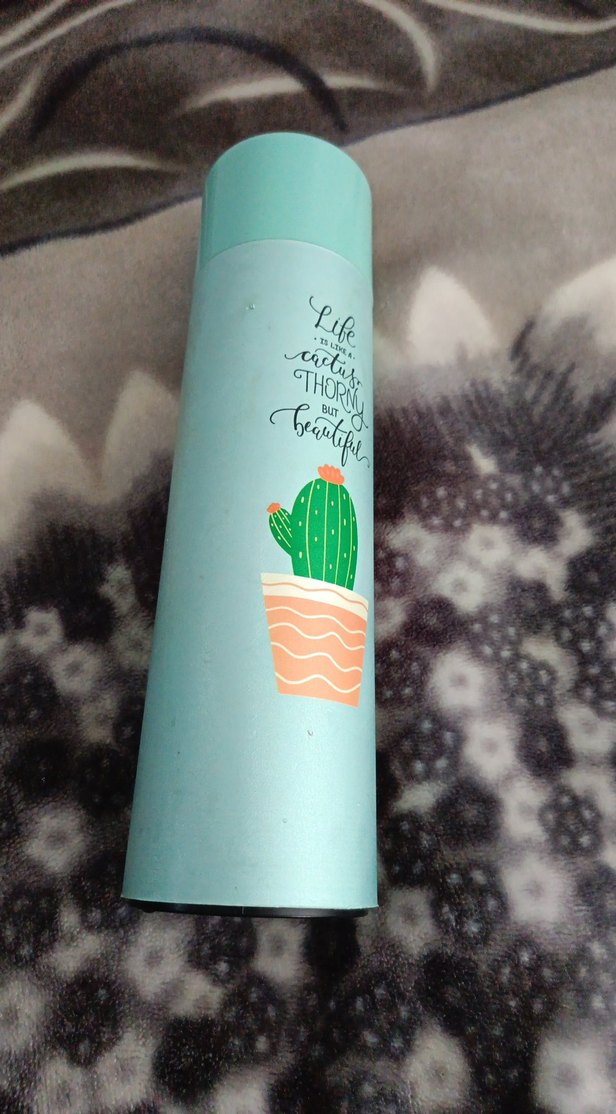 Life
• IS LIKE A •
cactus
THORNY
BUT
beautiful